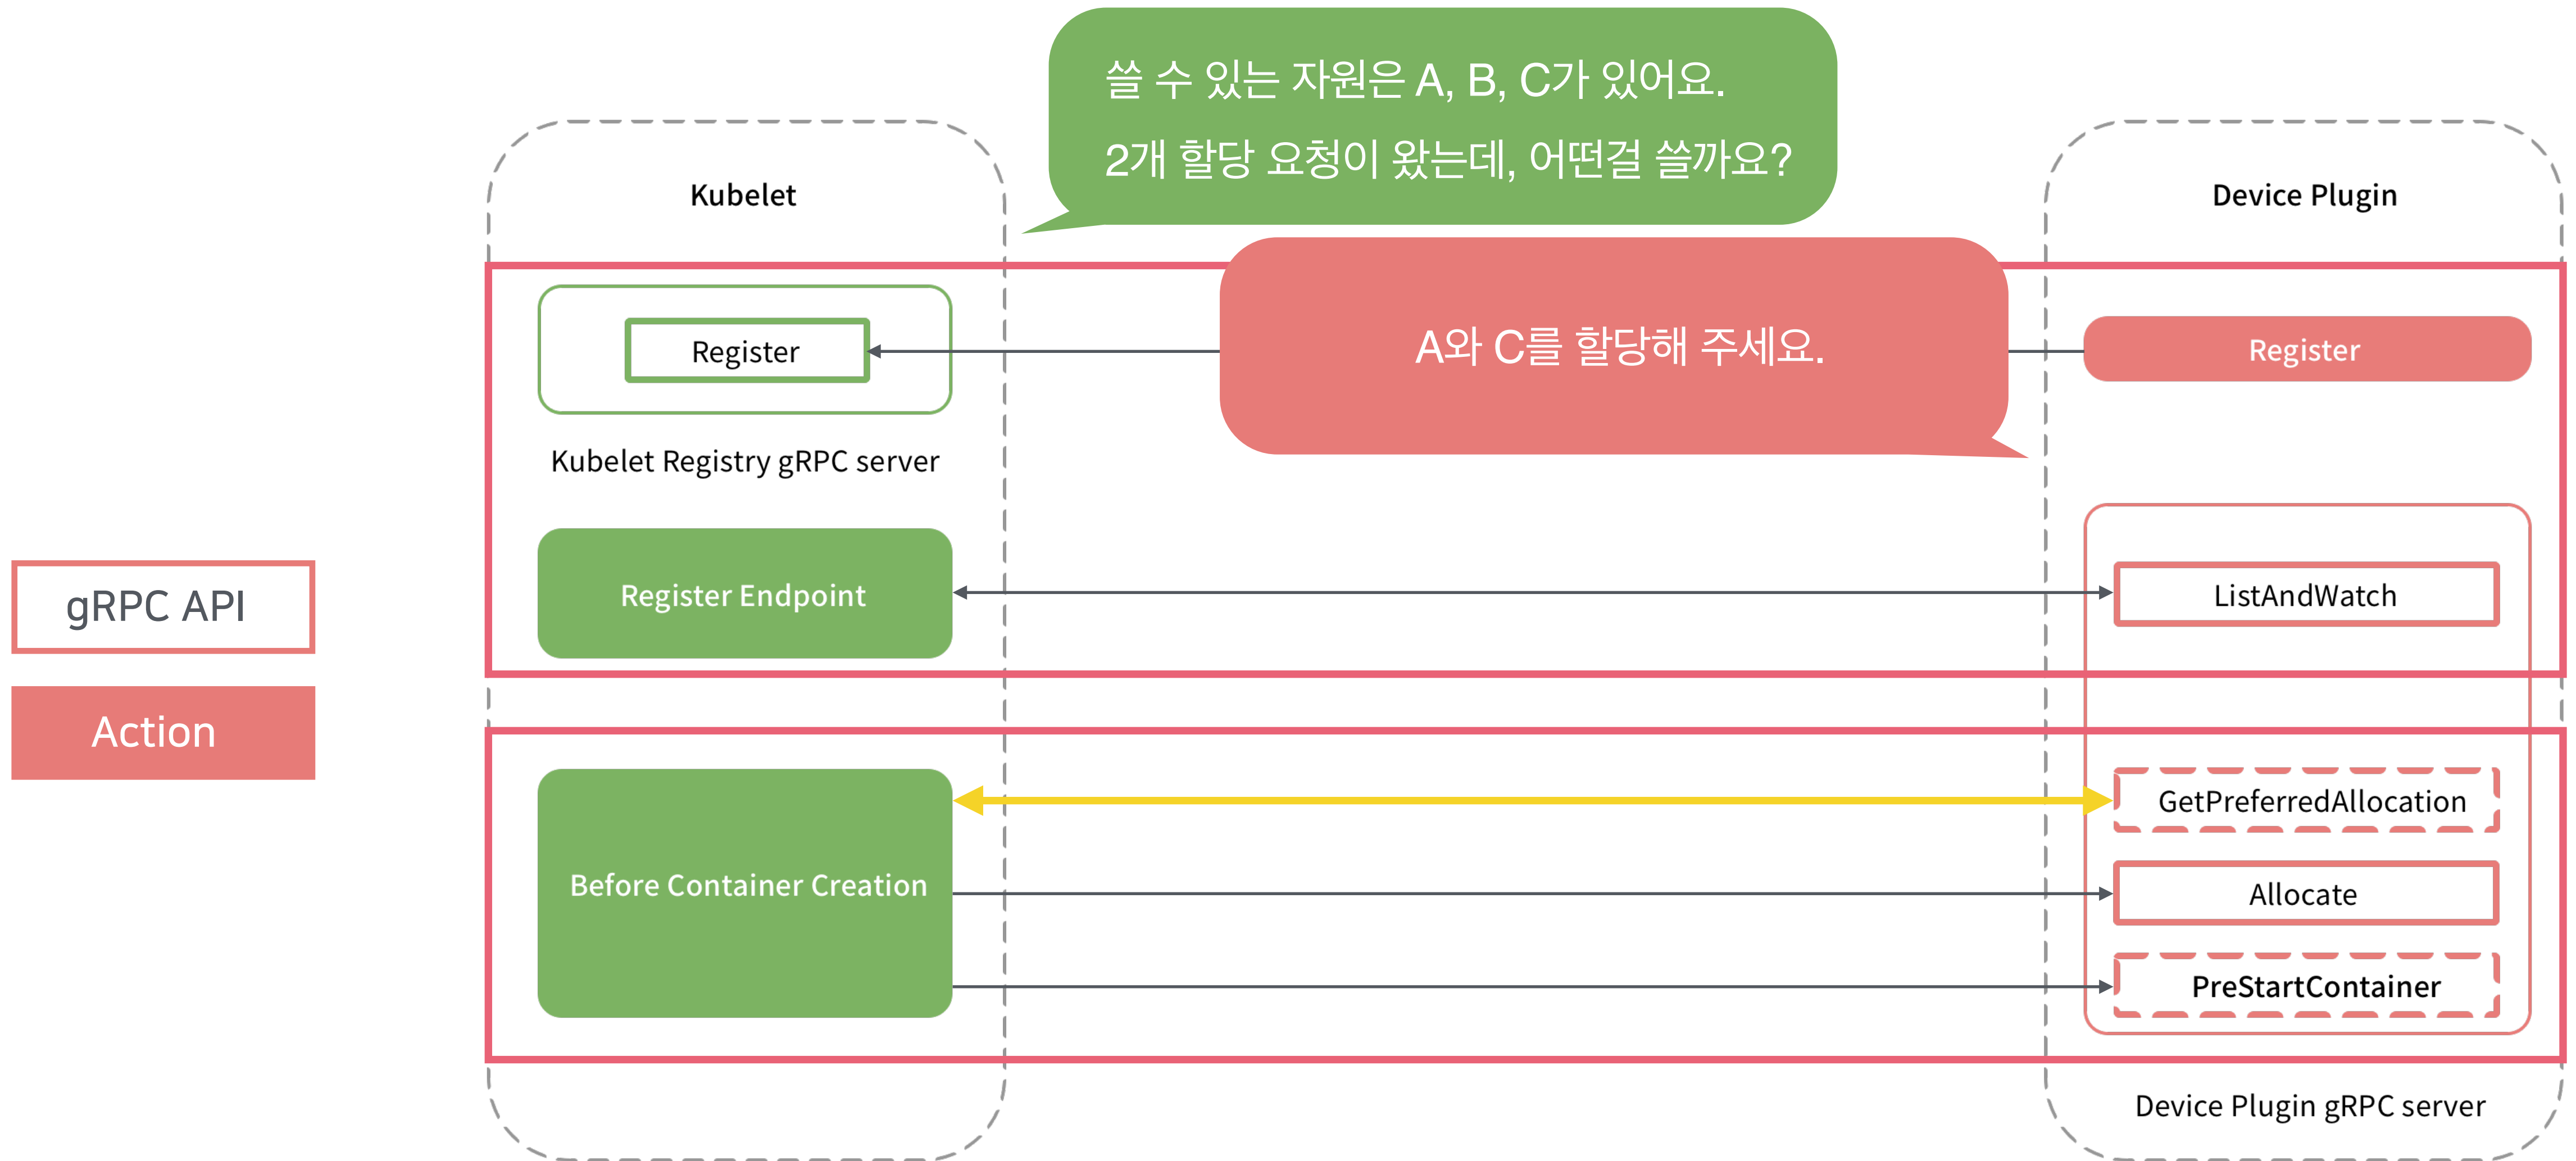 쓸 수 있는 자원은 A, B, C가 있어요.
2개 할당 요청이 왔는데, 어떤걸 쓸까요?
Kubelet
Device Plugin
Register
A와 C를 할당해 주세요.
Register
Kubelet Registry gRPC server
gRPC API
Register Endpoint
ListAndWatch
Action
GetPreferredAllocation
Before Container Creation
Allocate
PreStartContainer
Device Plugin gRPC server